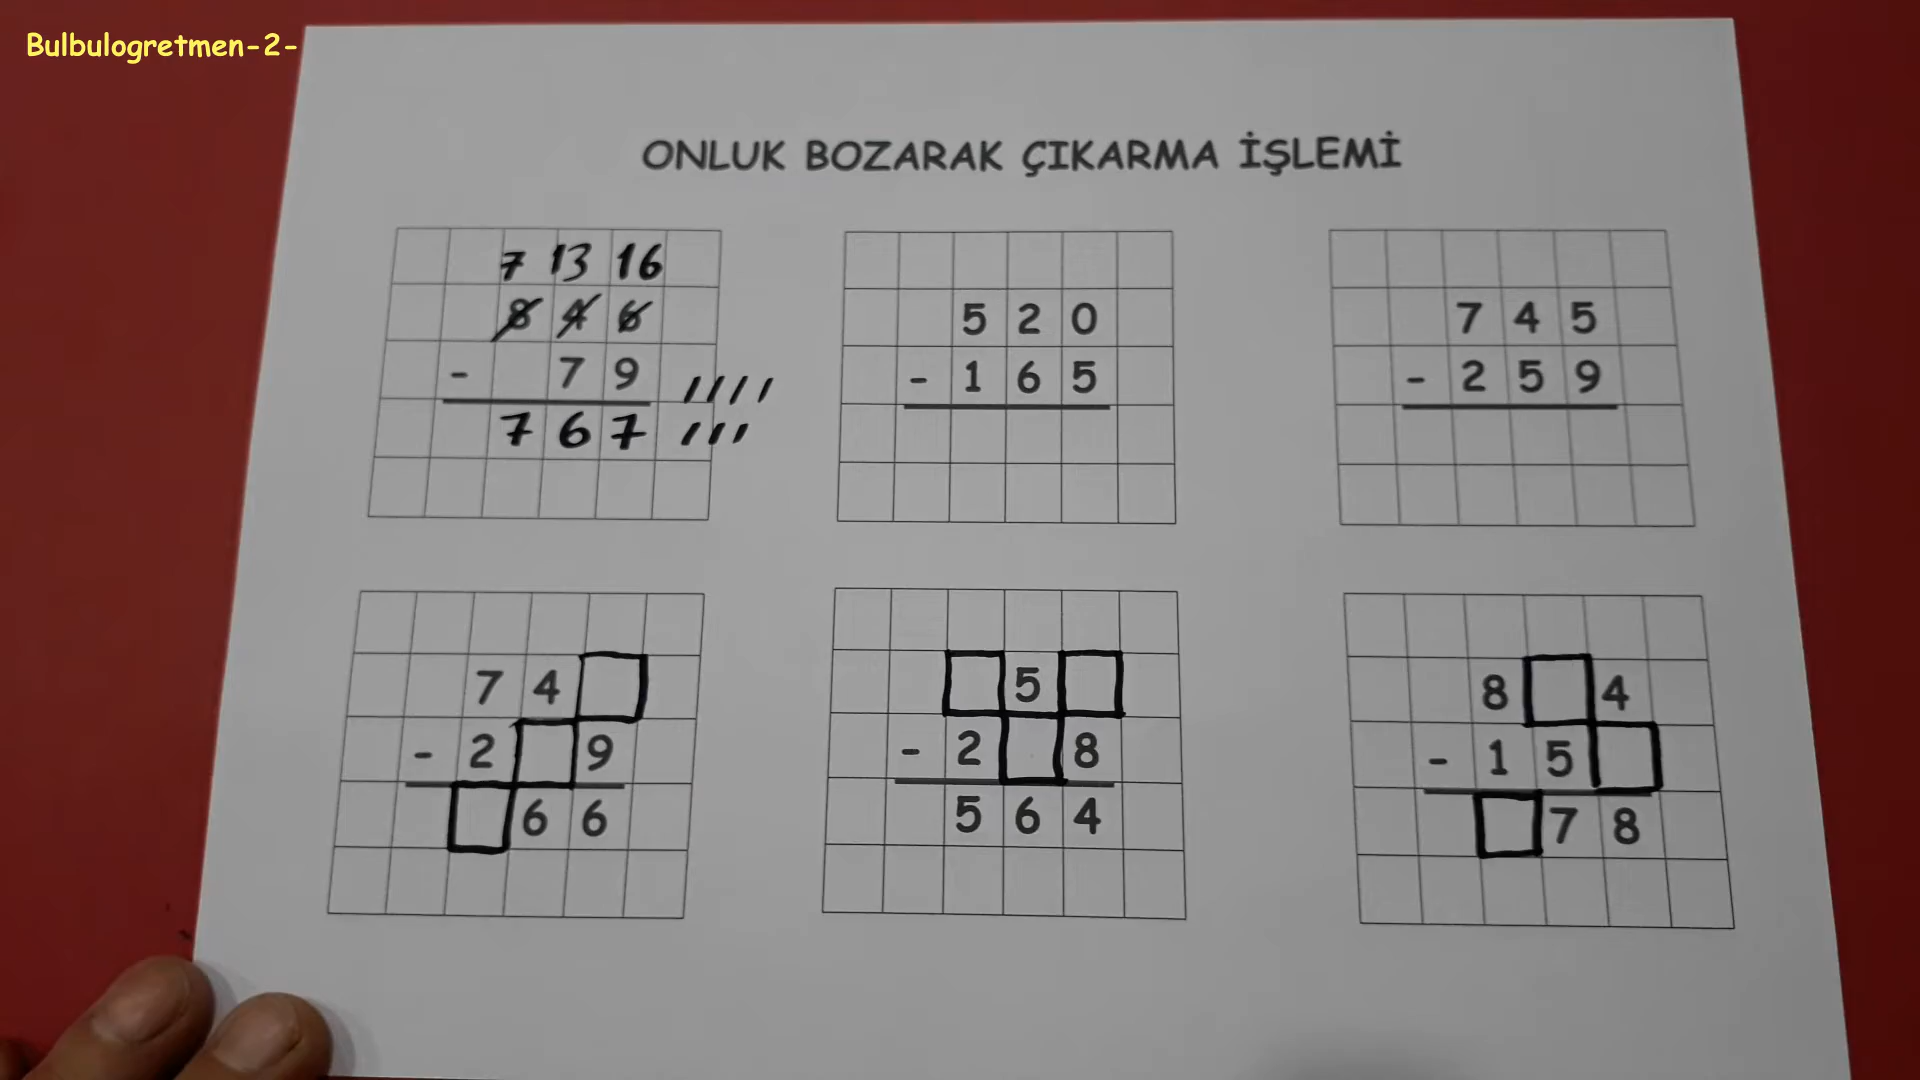 Bulbulogretmen-2-
ONLUK BOZARAK ÇIKARMA İŞLEMİ
7 13 16
8 4 6
- 7 9
7 6 7
5 2 0
- 1 6 5
7 4 5
- 2 5 9
7 4
- 2 9
6 6
5
- 2 8
5 6 4
8 4
- 1 5
7 8